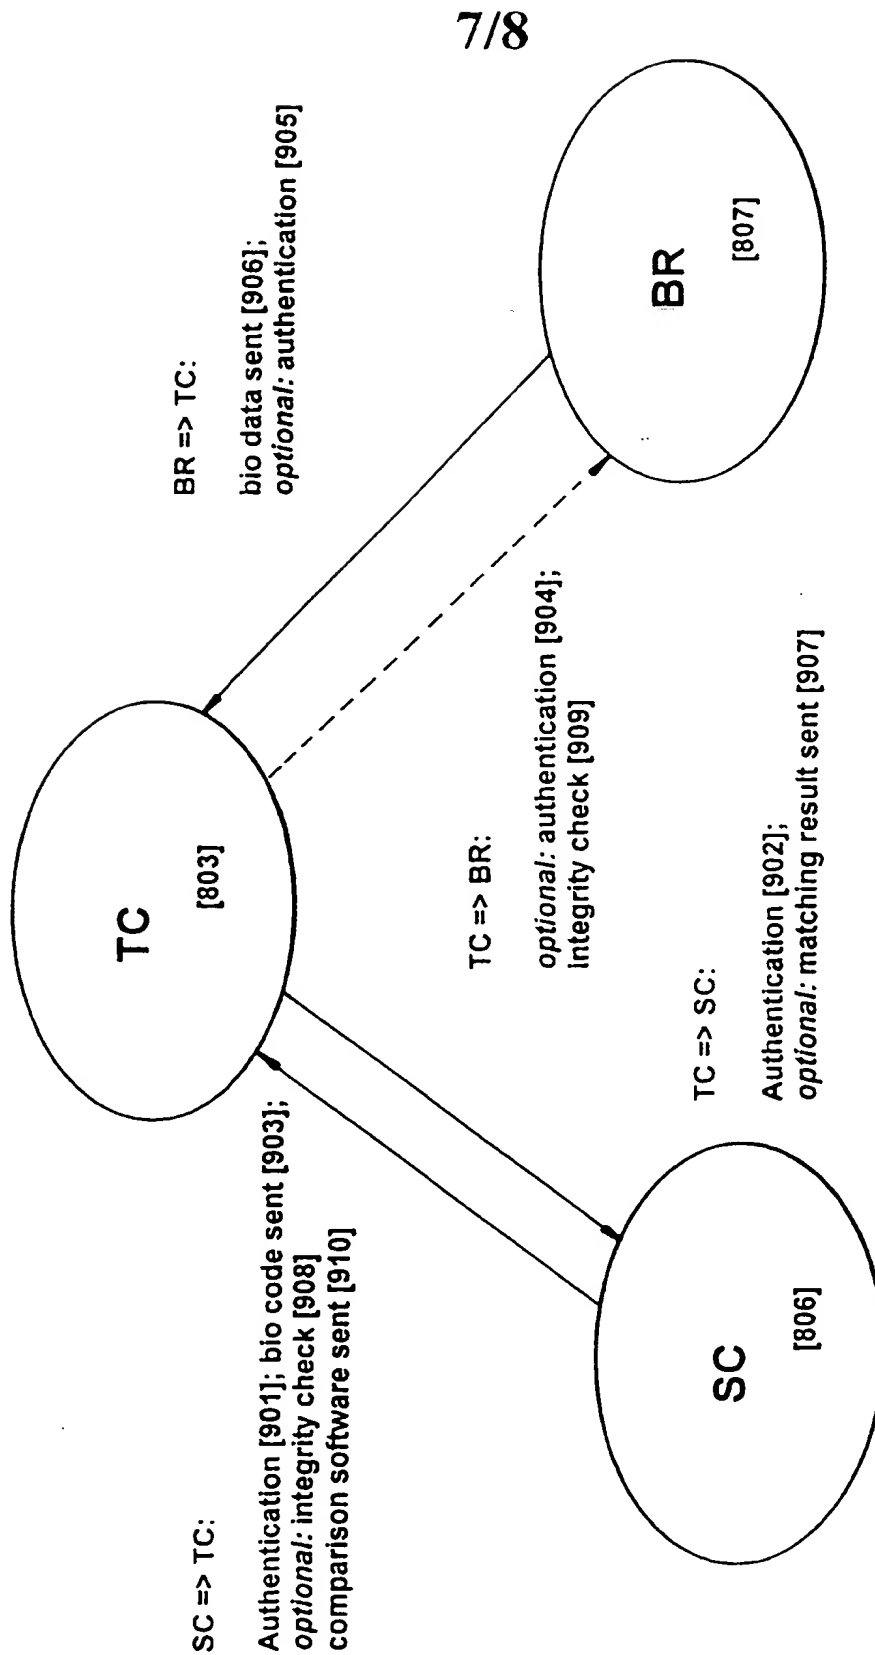 7/8
SC => TC:
Authentication [901]; bio code sent [903];
optional: integrity check [908]
comparison software sent [910]
TC
[803]
BR => TC:
bio data sent [906];
optional: authentication [905]
TC => BR:
optional: authentication [904];
integrity check [909]
TC => SC:
Authentication [902];
optional: matching result sent [907]
SC
[806]
BR
[807]